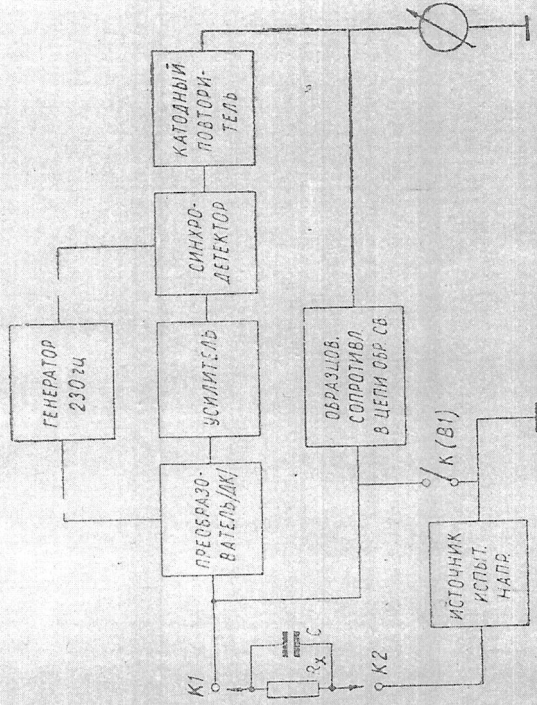 ГЕНЕРАТОР
230 гц
ПРЕОБРАЗО-
ВАТЕЛЬ/ДК/
УСИЛИТЕЛЬ
СИНХРО-
ДЕТЕКТОР
КАТОДНЫЙ
ПОВТОРИ-
ТЕЛЬ
К1
С
Rx
К2
ОБРАЗЦОВ.
СОПРОТИВЛ
В ЦЕПИ ОБР. СВ
К(В1)
ИСТОЧНИК
ИСПЫТ.
НАПР.